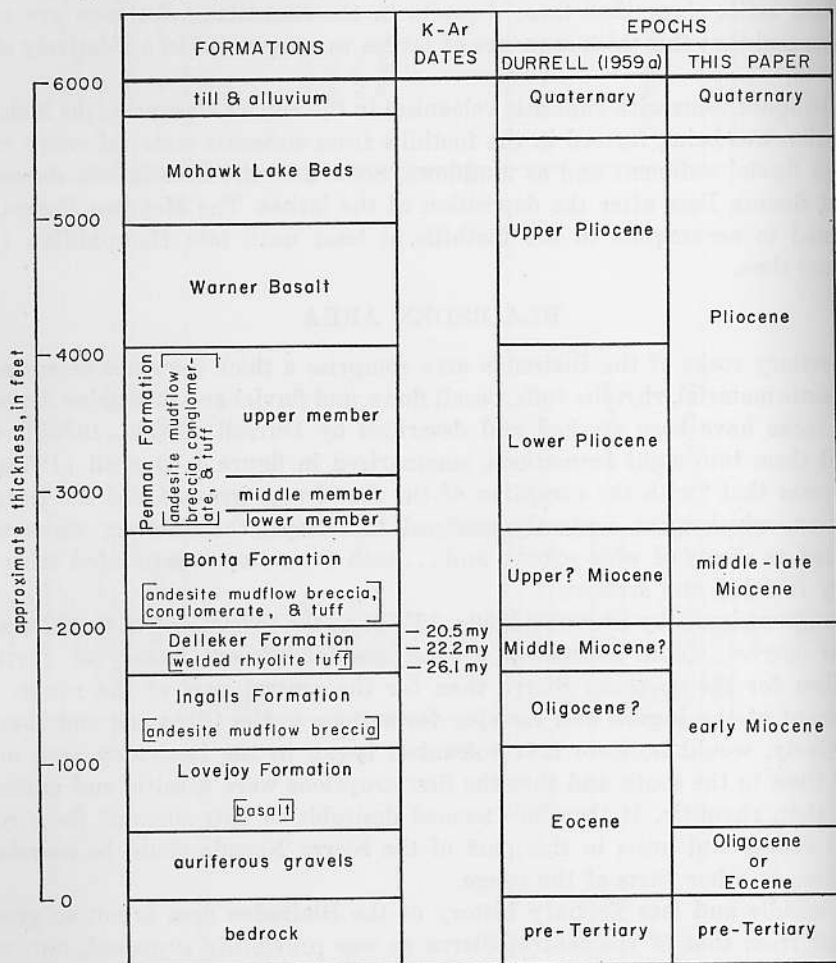 FORMATIONS
K-Ar
DATES
EPOCHS
DURRELL (1959a)
THIS PAPER
approximate thickness, in feet
6000
5000
4000
3000
2000
1000
0
till & alluvium
Quaternary
Quaternary
Mohawk Lake Beds
Upper Pliocene
Warner Basalt
Pliocene
Penman Formation
andesite mudflow
breccia, conglomer-
ate, & tuff
upper member
Lower Pliocene
middle member
lower member
Bonta Formation
andesite mudflow breccia,
conglomerate, & tuff
Upper? Miocene
middle-late
Miocene
Delleker Formation
welded rhyolite tuff
— 20.5 my
— 22.2 my
— 26.1 my
Middle Miocene?
Ingalls Formation
andesite mudflow breccia
Oligocene?
early Miocene
Lovejoy Formation
basalt
Eocene
auriferous gravels
Oligocene
or
Eocene
bedrock
pre-Tertiary
pre-Tertiary